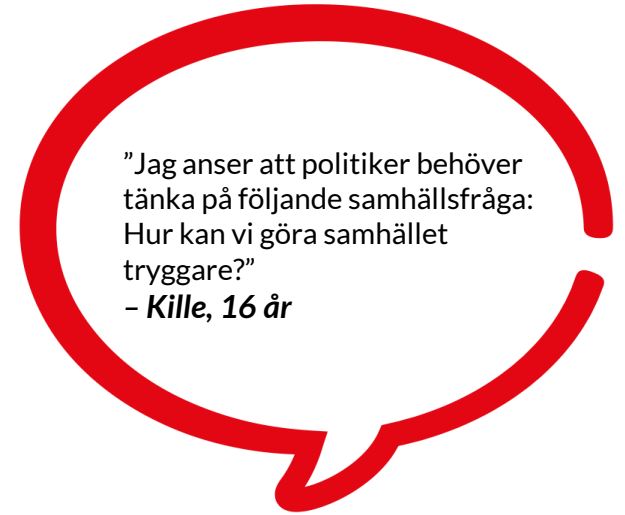 ”Jag anser att politiker behöver
tänka på följande samhällsfråga:
Hur kan vi göra samhället
tryggare?”
– Kille, 16 år